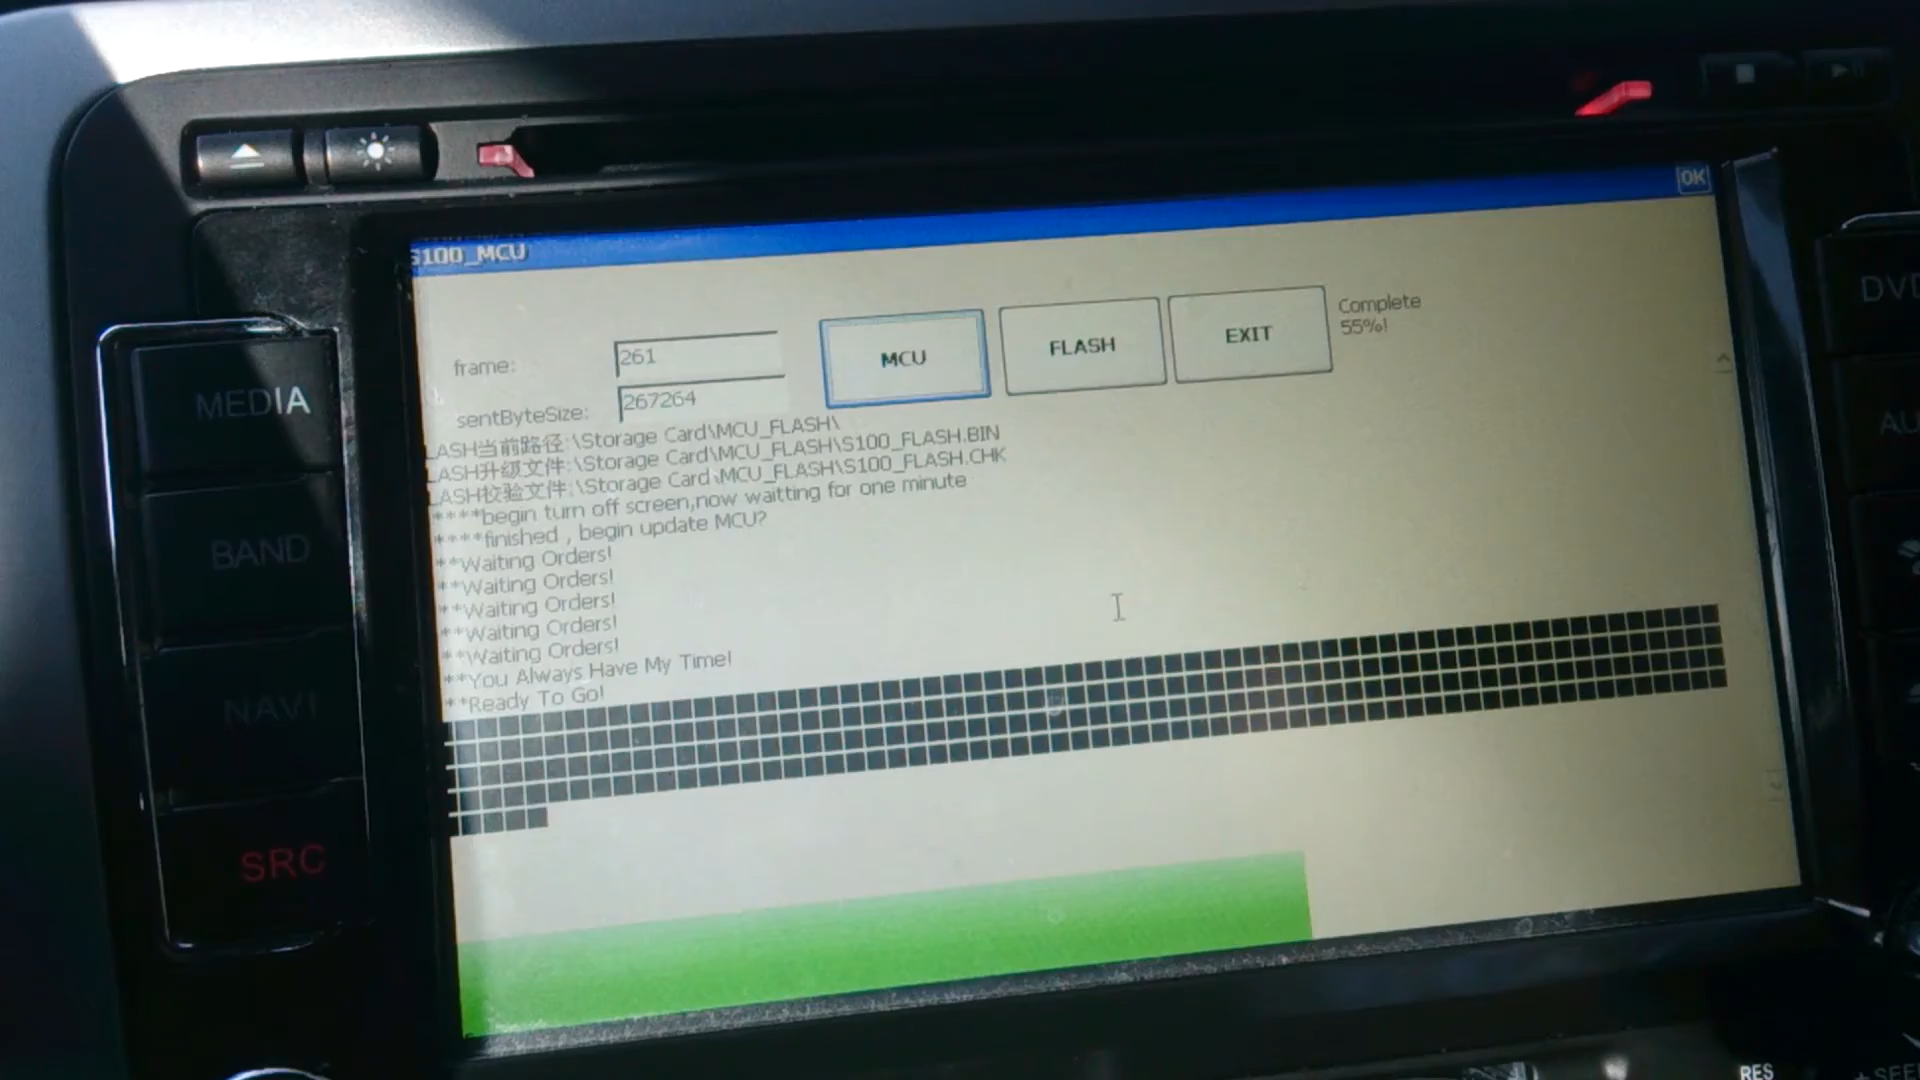 S100_MCU
OK
frame:
261
MCU
FLASH
EXIT
Complete
55%!
sentByteSize:
267264
LASH当前路径:\Storage Card\MCU_FLASH\
LASH升级文件:\Storage Card\MCU_FLASH\S100_FLASH.BIN
LASH校验文件:\Storage Card\MCU_FLASH\S100_FLASH.CHK
****begin turn off screen,now waitting for one minute
****finished , begin update MCU?
**Waiting Orders!
**Waiting Orders!
**Waiting Orders!
**Waiting Orders!
**Waiting Orders!
**You Always Have My Time!
**Ready To Go!
MEDIA
BAND
NAVI
SRC
DVD
RES